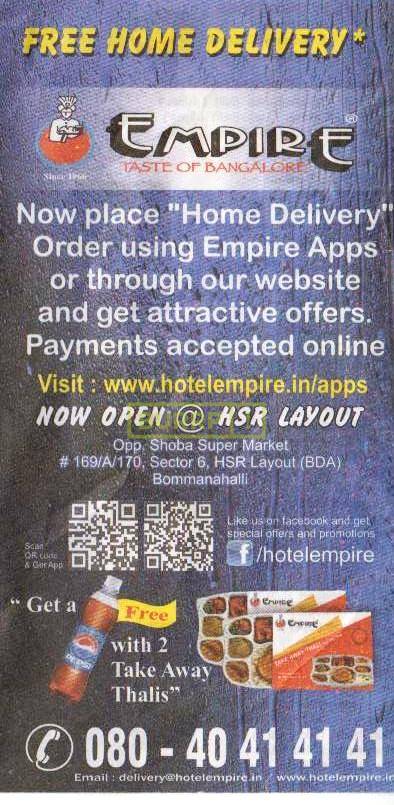 FREE HOME DELIVERY*
EMPIRE®
TASTE OF BANGALORE
Since 1966
Now place "Home Delivery"
Order using Empire Apps
or through our website
and get attractive offers.
Payments accepted online
Visit : www.hotelempire.in/apps
NOW OPEN @ HSR LAYOUT
Opp. Shoba Super Market
# 169/A/170, Sector 6, HSR Layout (BDA)
Bommanahalli
Scan
QR code
& Get App
Like us on facebook and get
special offers and promotions
f /hotelempire
“ Get a Free
with 2
Take Away
Thalis”
EMPIRE
EMPIRE
TAKE AWAY
080 - 40 41 41 41
Email : delivery@hotelempire.in / www.hotelempire.in